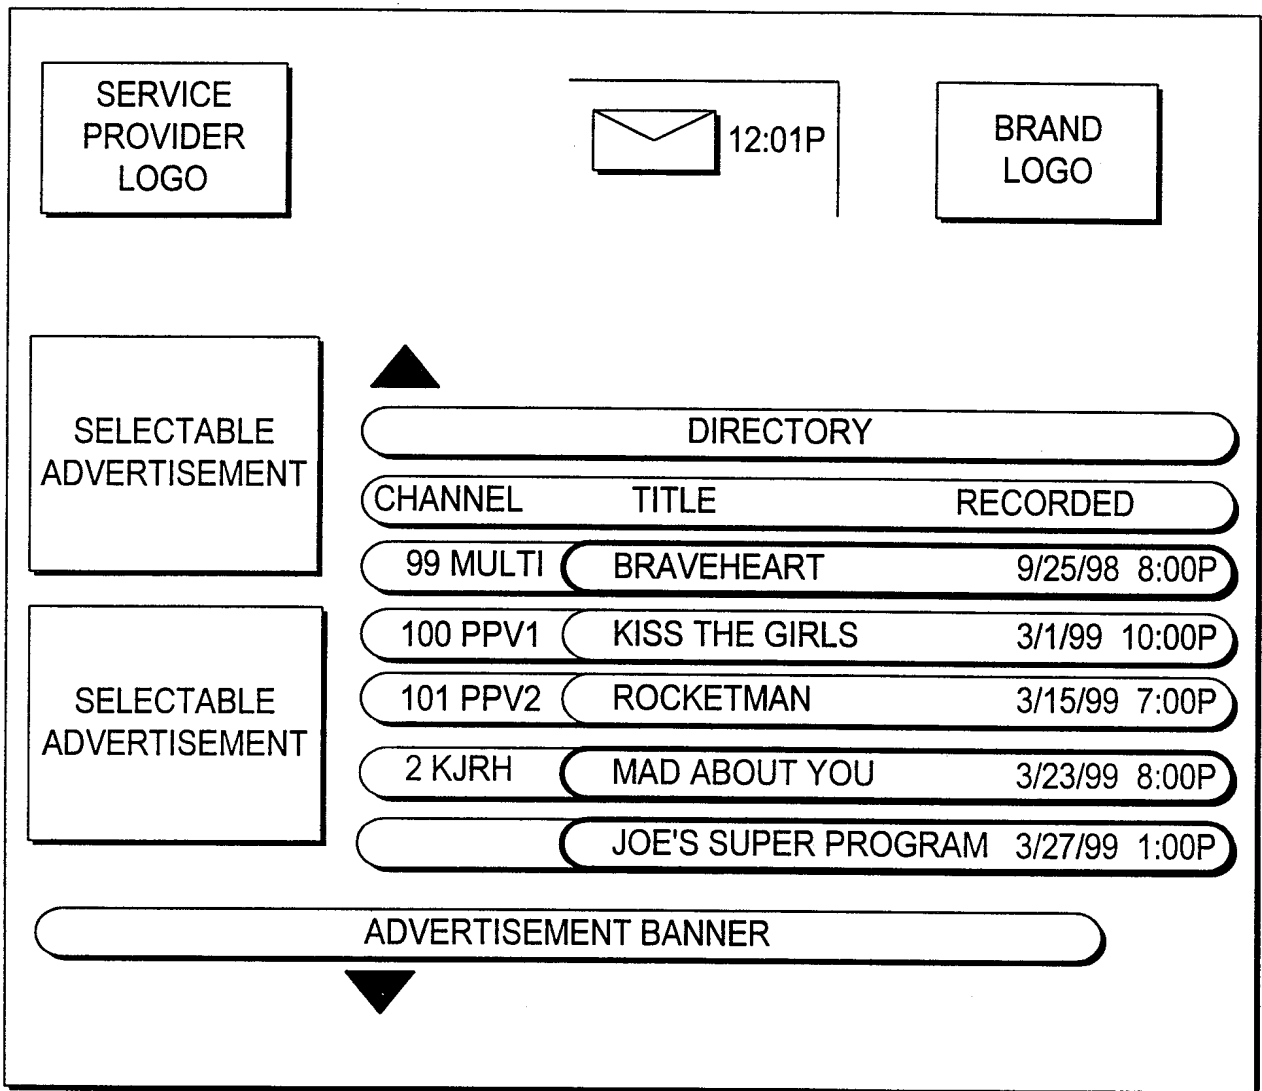 SERVICE
PROVIDER
LOGO
12:01P
BRAND
LOGO
SELECTABLE
ADVERTISEMENT
SELECTABLE
ADVERTISEMENT
DIRECTORY
CHANNEL TITLE RECORDED
99 MULTI BRAVEHEART 9/25/98 8:00P
100 PPV1 KISS THE GIRLS 3/1/99 10:00P
101 PPV2 ROCKETMAN 3/15/99 7:00P
2 KJRH MAD ABOUT YOU 3/23/99 8:00P
JOE'S SUPER PROGRAM 3/27/99 1:00P
ADVERTISEMENT BANNER